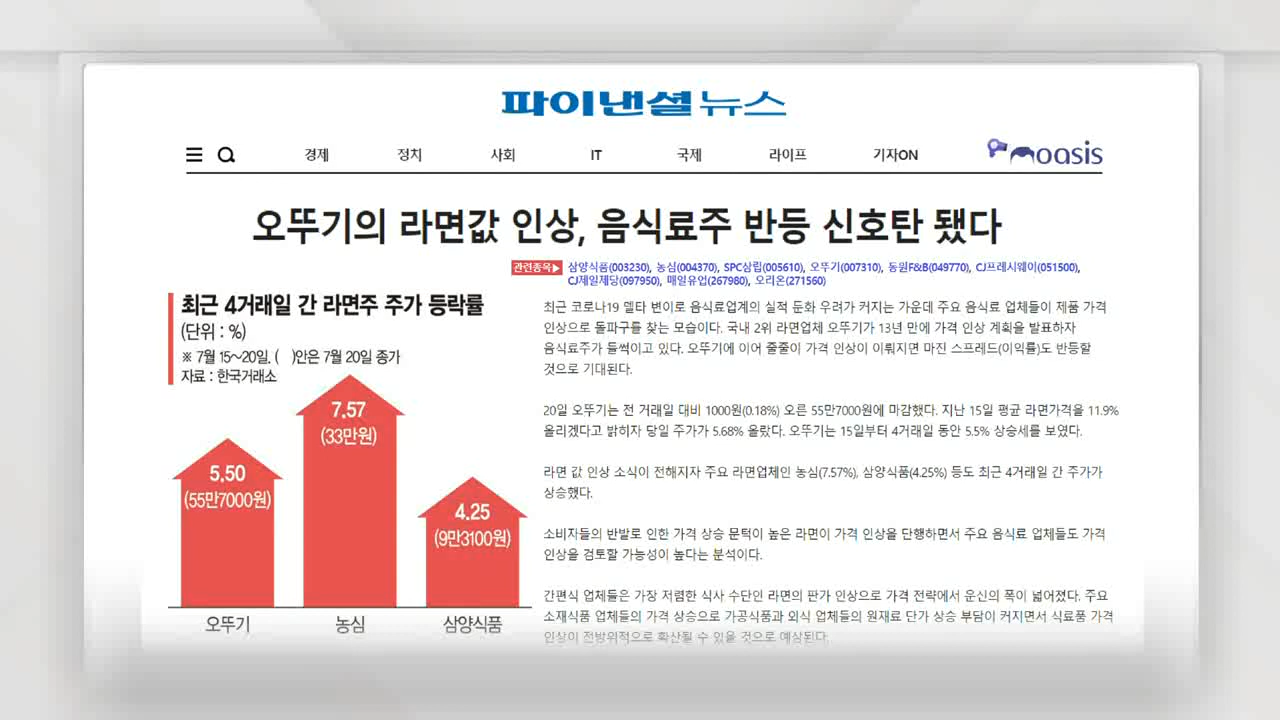 파이낸셜뉴스
경제 정치 사회 IT 국제 라이프 기자ON
oasis
오뚜기의 라면값 인상, 음식료주 반등 신호탄 됐다
관련종목▶ 삼양식품(003230), 농심(004370), SPC삼립(005610), 오뚜기(007310), 동원F&B(049770), CJ프레시웨이(051500),
CJ제일제당(097950), 매일유업(267980), 오리온(271560)
최근 4거래일 간 라면주 주가 등락률
(단위 : %)
※ 7월 15~20일, ( )안은 7월 20일 종가
자료 : 한국거래소
5.50
(55만7000원)
7.57
(33만원)
4.25
(9만3100원)
오뚜기 농심 삼양식품
최근 코로나19 델타 변이로 음식료업계의 실적 둔화 우려가 커지는 가운데 주요 음식료 업체들이 제품 가격
인상으로 돌파구를 찾는 모습이다. 국내 2위 라면업체 오뚜기가 13년 만에 가격 인상 계획을 발표하자
음식료주가 들썩이고 있다. 오뚜기에 이어 줄줄이 가격 인상이 이뤄지면 마진 스프레드(이익률)도 반등할
것으로 기대된다.
20일 오뚜기는 전 거래일 대비 1000원(0.18%) 오른 55만7000원에 마감했다. 지난 15일 평균 라면가격을 11.9%
올리겠다고 밝히자 당일 주가가 5.68% 올랐다. 오뚜기는 15일부터 4거래일 동안 5.5% 상승세를 보였다.
라면 값 인상 소식이 전해지자 주요 라면업체인 농심(7.57%), 삼양식품(4.25%) 등도 최근 4거래일 간 주가가
상승했다.
소비자들의 반발로 인한 가격 상승 문턱이 높은 라면이 가격 인상을 단행하면서 주요 음식료 업체들도 가격
인상을 검토할 가능성이 높다는 분석이다.
간편식 업체들은 가장 저렴한 식사 수단인 라면의 판가 인상으로 가격 전략에서 운신의 폭이 넓어졌다. 주요
소재식품 업체들의 가격 상승으로 가공식품과 외식 업체들의 원재료 단가 상승 부담이 커지면서 식료품 가격
인상이 전방위적으로 확산될 수 있을 것으로 예상된다.